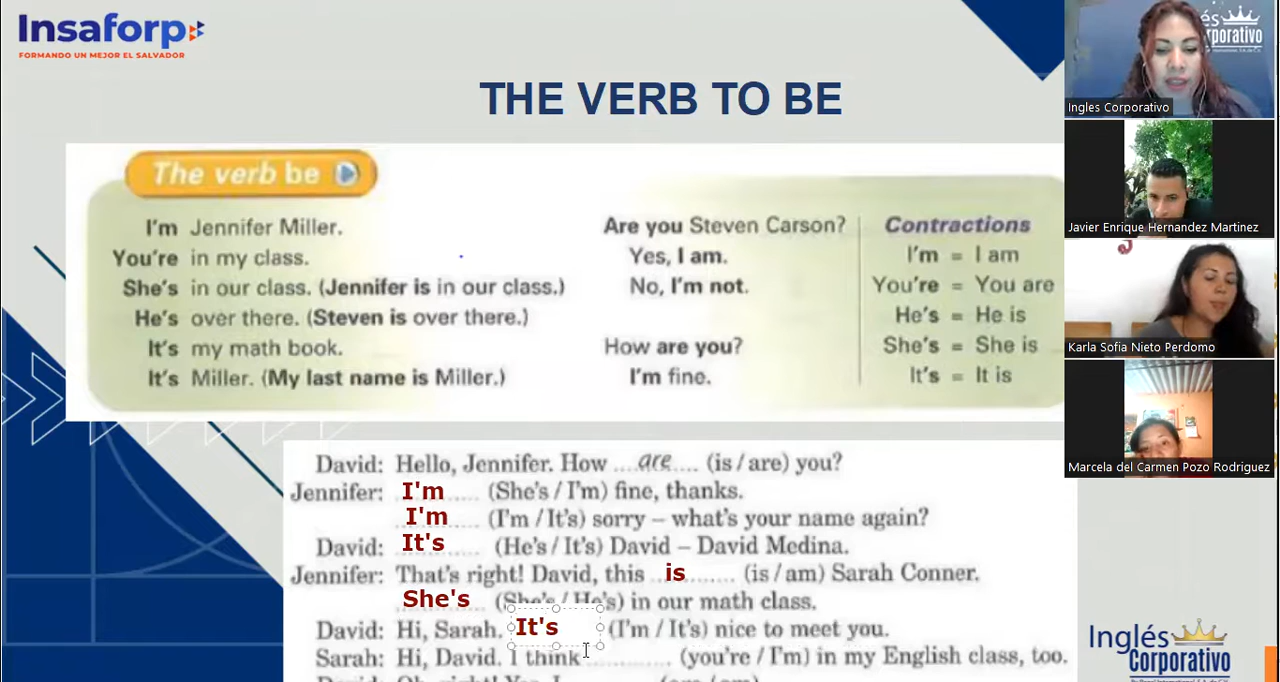 Insaforp
FORMANDO UN MEJOR EL SALVADOR
THE VERB TO BE
The verb be
I'm Jennifer Miller.
You're in my class.
She's in our class. (Jennifer is in our class.)
He's over there. (Steven is over there.)
It's my math book.
It's Miller. (My last name is Miller.)
Are you Steven Carson?
Yes, I am.
No, I'm not.
How are you?
I'm fine.
Contractions
I'm = I am
You're = You are
He's = He is
She's = She is
It's = It is
David: Hello, Jennifer. How ....are.... (is / are) you?
Jennifer: I'm (She's / I'm) fine, thanks.
I'm (I'm / It's) sorry – what's your name again?
David: It's (He's / It's) David – David Medina.
Jennifer: That's right! David, this is (is / am) Sarah Conner.
She's (She's / He's) in our math class.
David: Hi, Sarah. It's (I'm / It's) nice to meet you.
Sarah: Hi, David. I think ............ (you're / I'm) in my English class, too.
David: Oh, right! Yes, I (are / am)
Inglés
Corporativo
Ingles Corporativo
Javier Enrique Hernandez Martinez
Karla Sofia Nieto Perdomo
Marcela del Carmen Pozo Rodriguez